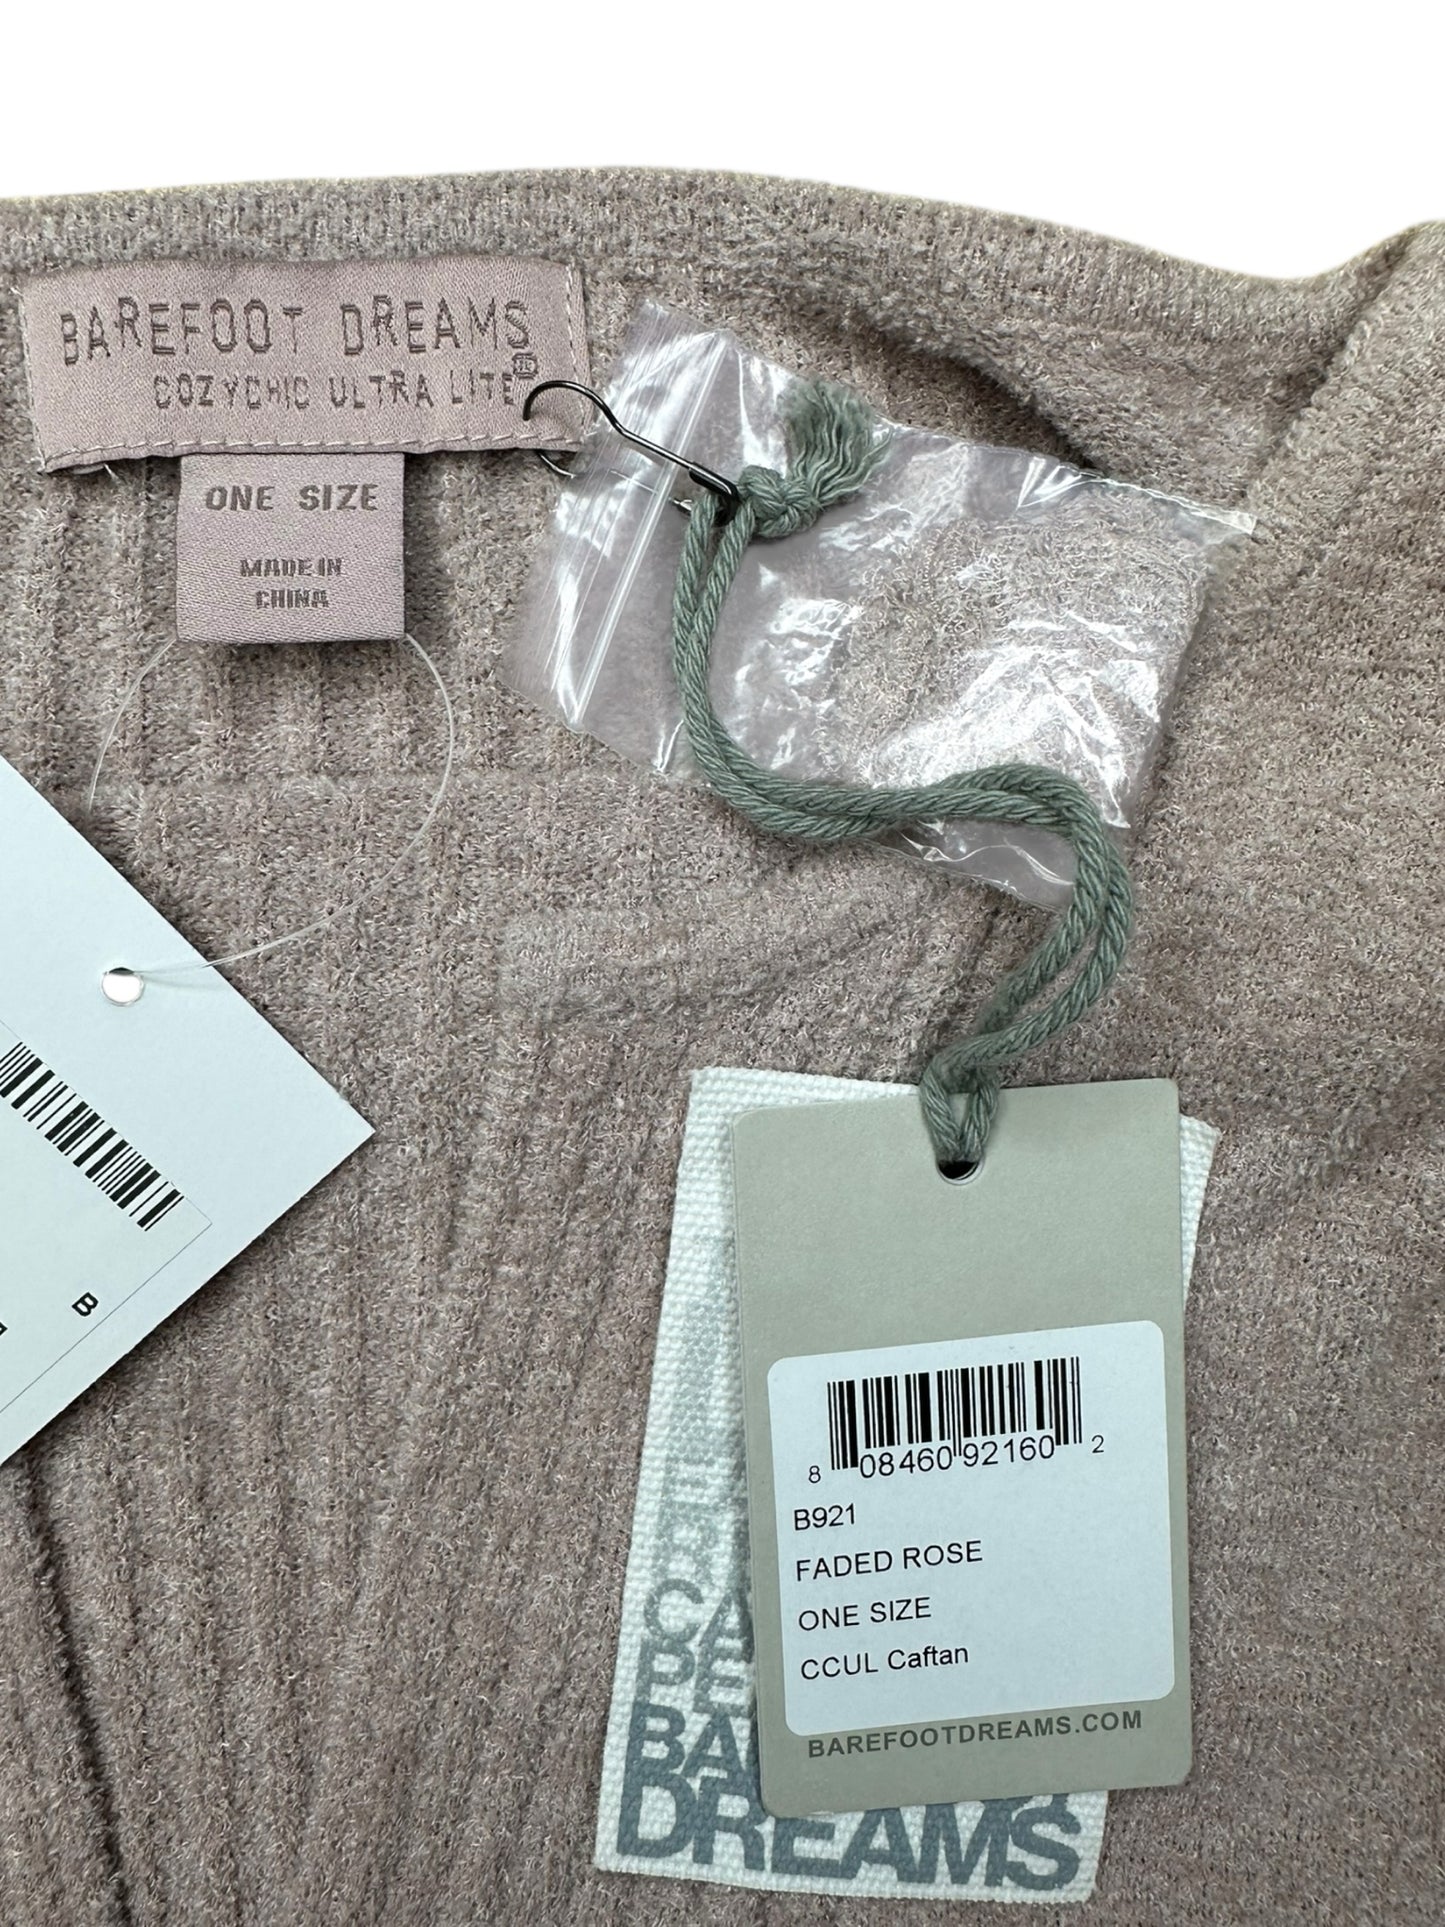 BAREFOOT DREAMS
COZYCHIC ULTRA LITE
ONE SIZE
MADE IN
CHINA
B
8 08460 92160 2
B921
FADED ROSE
ONE SIZE
CCUL Caftan
BAREFOOTDREAMS.COM
DREAMS